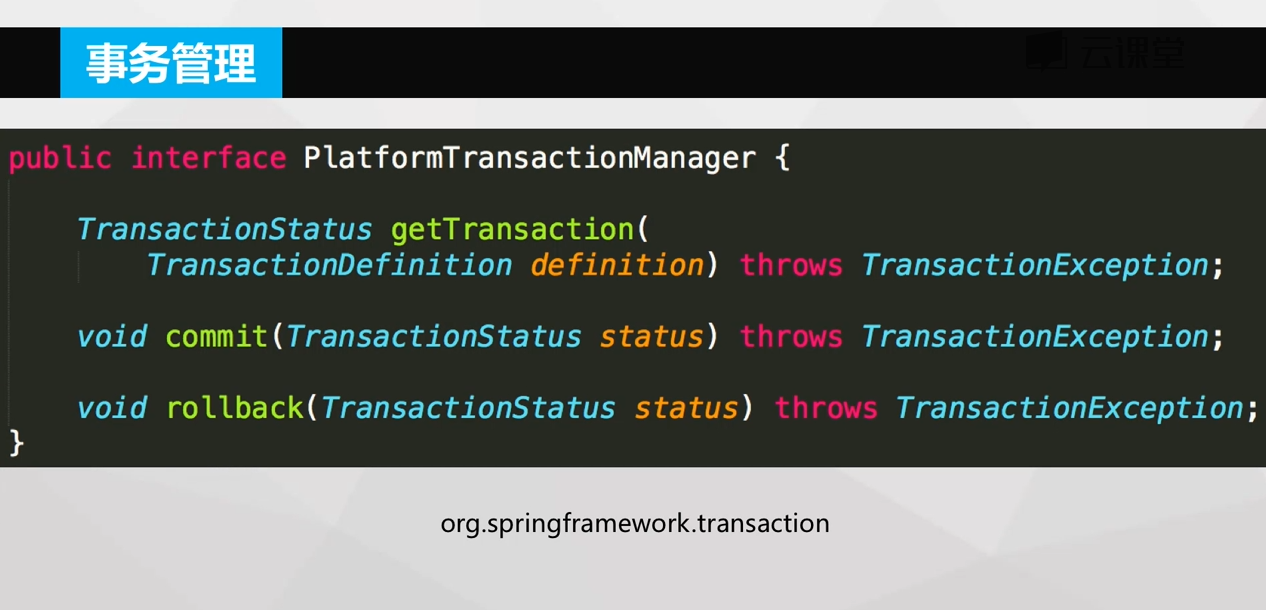 事务管理
云课堂
public interface PlatformTransactionManager {
TransactionStatus getTransaction(
TransactionDefinition definition) throws TransactionException;
void commit(TransactionStatus status) throws TransactionException;
void rollback(TransactionStatus status) throws TransactionException;
}
org.springframework.transaction